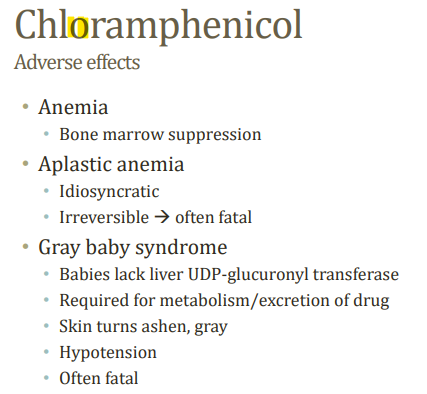 Chloramphenicol
Adverse effects
• Anemia
• Bone marrow suppression
• Aplastic anemia
• Idiosyncratic
• Irreversible → often fatal
• Gray baby syndrome
• Babies lack liver UDP-glucuronyl transferase
• Required for metabolism/excretion of drug
• Skin turns ashen, gray
• Hypotension
• Often fatal